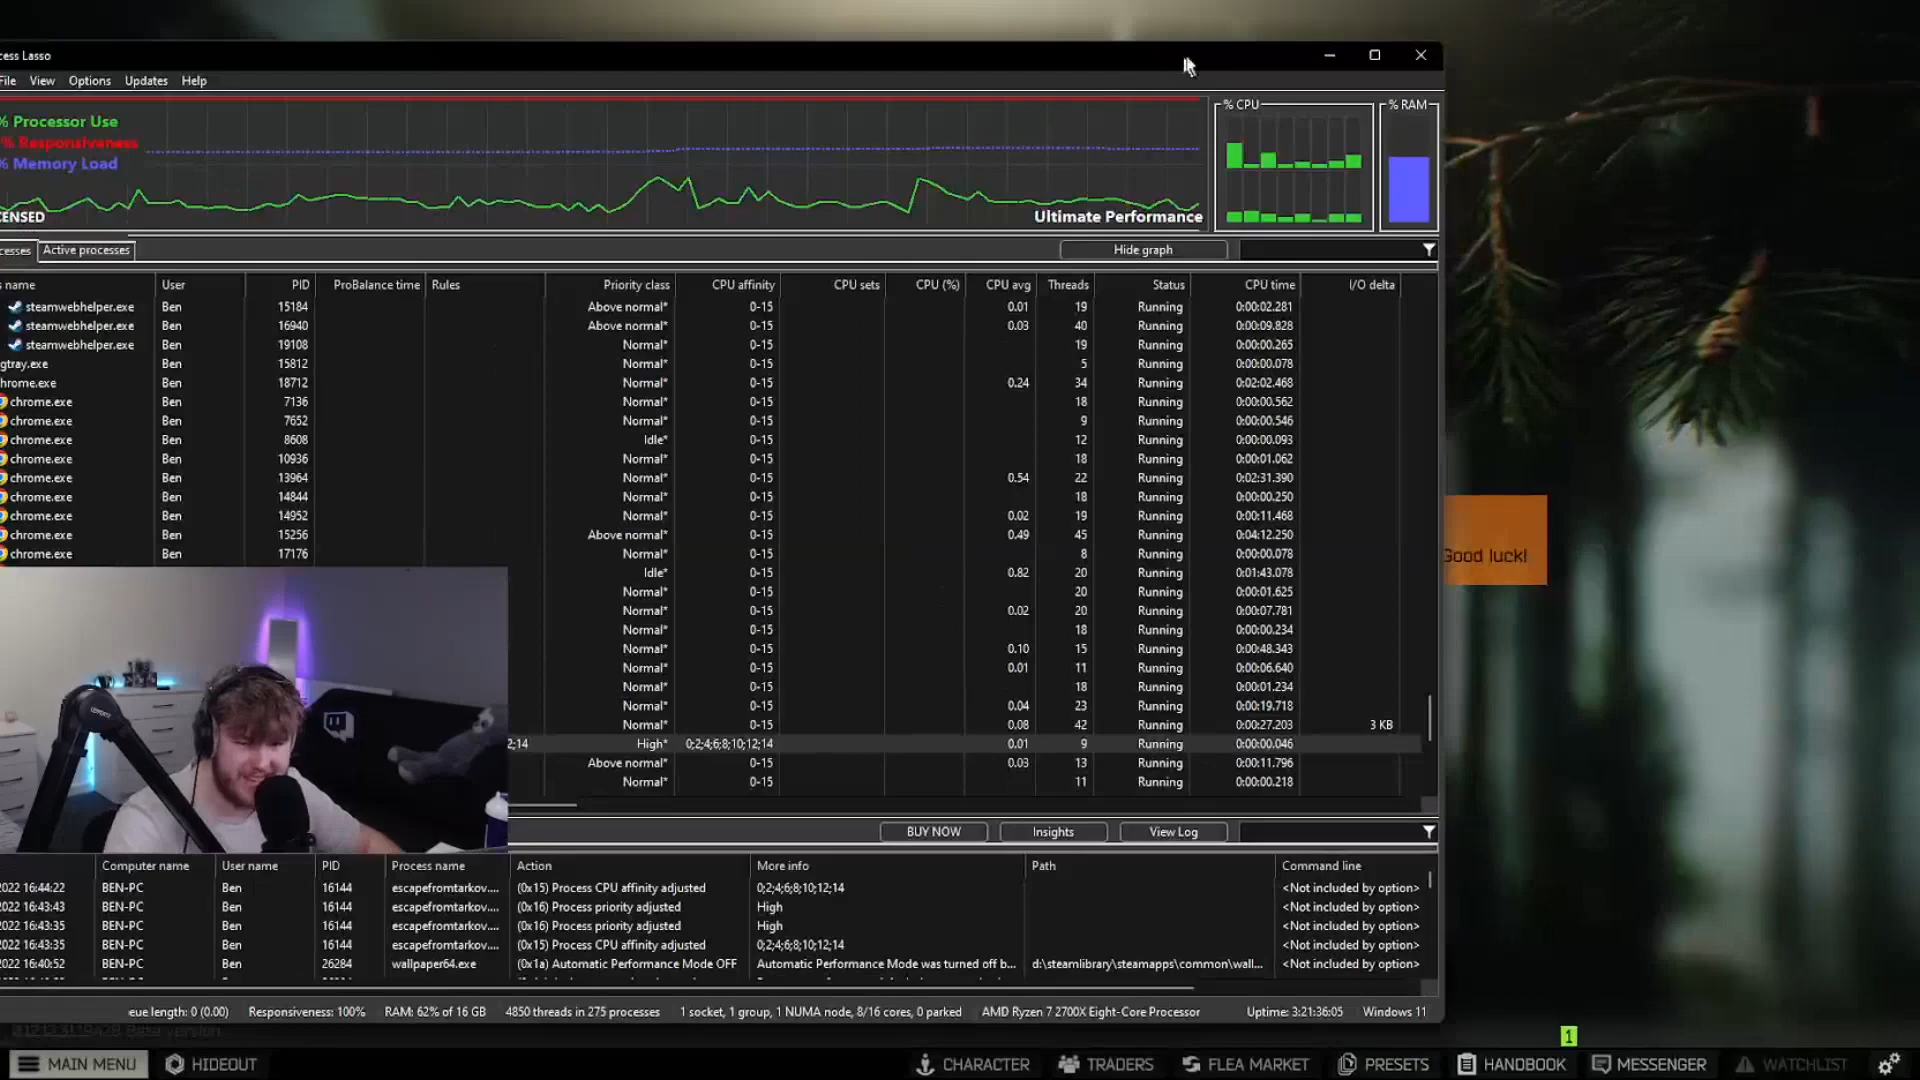 cess Lasso
File View Options Updates Help
% Processor Use
% Responsiveness
% Memory Load
CENSED
Ultimate Performance
% CPU
% RAM
cesses Active processes Hide graph
s name User PID ProBalance time Rules Priority class CPU affinity CPU sets CPU (%) CPU avg Threads Status CPU time I/O delta
steamwebhelper.exe Ben 15184 Above normal* 0-15 0.01 19 Running 0:00:02.281
steamwebhelper.exe Ben 16940 Above normal* 0-15 0.03 40 Running 0:00:09.828
steamwebhelper.exe Ben 19108 Normal* 0-15 19 Running 0:00:00.265
gtray.exe Ben 15812 Normal* 0-15 5 Running 0:00:00.078
hrome.exe Ben 18712 Normal* 0-15 0.24 34 Running 0:02:02.468
chrome.exe Ben 7136 Normal* 0-15 18 Running 0:00:00.562
chrome.exe Ben 7652 Normal* 0-15 9 Running 0:00:00.546
chrome.exe Ben 8608 Idle* 0-15 12 Running 0:00:00.093
chrome.exe Ben 10936 Normal* 0-15 18 Running 0:00:01.062
chrome.exe Ben 13964 Normal* 0-15 0.54 22 Running 0:02:31.390
chrome.exe Ben 14844 Normal* 0-15 18 Running 0:00:00.250
chrome.exe Ben 14952 Normal* 0-15 0.02 19 Running 0:00:11.468
chrome.exe Ben 15256 Above normal* 0-15 0.49 45 Running 0:04:12.250
chrome.exe Ben 17176 Normal* 0-15 8 Running 0:00:00.078
Idle* 0-15 0.82 20 Running 0:01:43.078
Normal* 0-15 20 Running 0:00:01.625
Normal* 0-15 0.02 20 Running 0:00:07.781
Normal* 0-15 18 Running 0:00:00.234
Normal* 0-15 0.10 15 Running 0:00:48.343
Normal* 0-15 0.01 11 Running 0:00:06.640
Normal* 0-15 18 Running 0:00:01.234
Normal* 0-15 0.04 23 Running 0:00:19.718
Normal* 0-15 0.08 42 Running 0:00:27.203 3 KB
2;14 High* 0;2;4;6;8;10;12;14 0.01 9 Running 0:00:00.046
Above normal* 0-15 0.03 13 Running 0:00:11.796
Normal* 0-15 11 Running 0:00:00.218
Good luck!
BUY NOW Insights View Log
Computer name User name PID Process name Action More info Path Command line
2022 16:44:22 BEN-PC Ben 16144 escapefromtarkov.... (0x15) Process CPU affinity adjusted 0;2;4;6;8;10;12;14 <Not included by option>
2022 16:43:43 BEN-PC Ben 16144 escapefromtarkov.... (0x16) Process priority adjusted High <Not included by option>
2022 16:43:35 BEN-PC Ben 16144 escapefromtarkov.... (0x16) Process priority adjusted High <Not included by option>
2022 16:43:35 BEN-PC Ben 16144 escapefromtarkov.... (0x15) Process CPU affinity adjusted 0;2;4;6;8;10;12;14 <Not included by option>
2022 16:40:52 BEN-PC Ben 26284 wallpaper64.exe (0x1a) Automatic Performance Mode OFF Automatic Performance Mode was turned off b... d:\steamlibrary\steamapps\common\wall... <Not included by option>
eue length: 0 (0.00) Responsiveness: 100% RAM: 62% of 16 GB 4850 threads in 275 processes 1 socket, 1 group, 1 NUMA node, 8/16 cores, 0 parked AMD Ryzen 7 2700X Eight-Core Processor Uptime: 3:21:36:05 Windows 11
1
MAIN MENU HIDEOUT CHARACTER TRADERS FLEA MARKET PRESETS HANDBOOK MESSENGER WATCHLIST